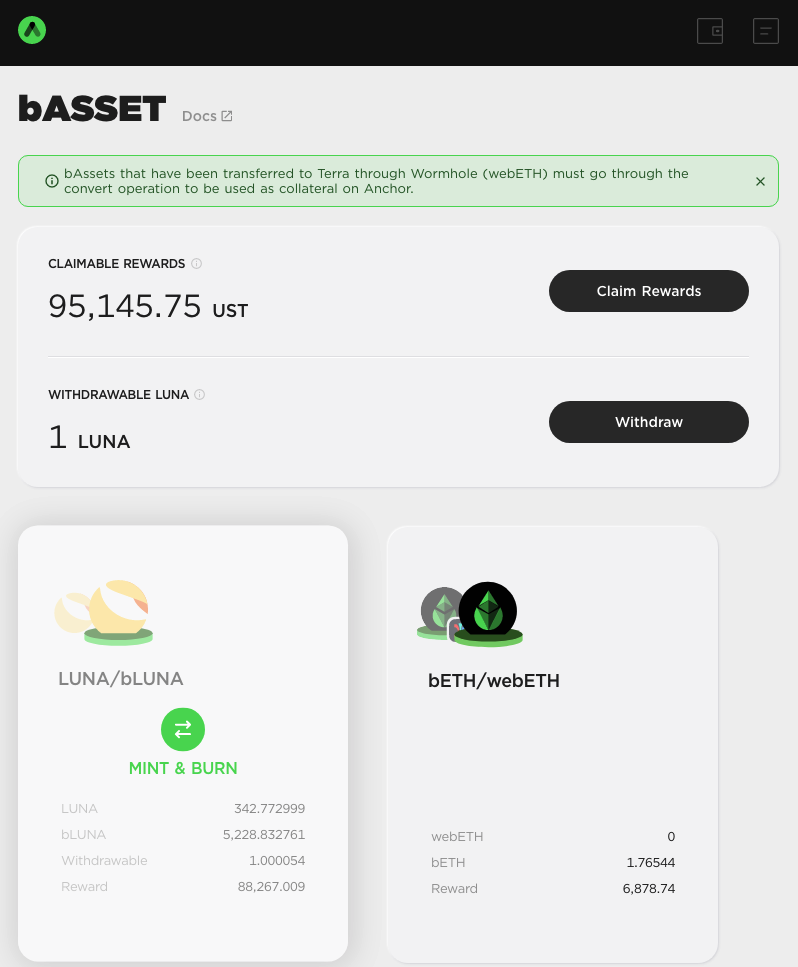 bASSET Docs
bAssets that have been transferred to Terra through Wormhole (webETH) must go through the
convert operation to be used as collateral on Anchor.
CLAIMABLE REWARDS
95,145.75 UST
Claim Rewards
WITHDRAWABLE LUNA
1 LUNA
Withdraw
LUNA/bLUNA
MINT & BURN
LUNA 342.772999
bLUNA 5,228.832761
Withdrawable 1.000054
Reward 88,267.009
bETH/webETH
webETH 0
bETH 1.76544
Reward 6,878.74